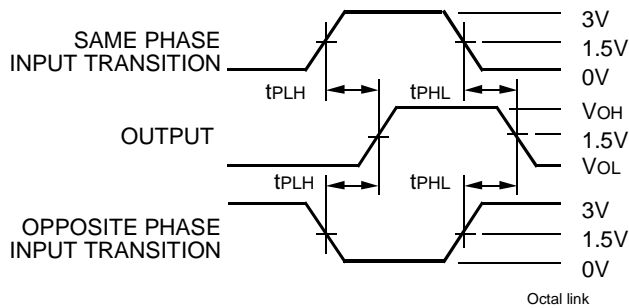 SAME PHASE
INPUT TRANSITION
3V
1.5V
0V
tPLH
tPHL
OUTPUT
VOH
1.5V
VOL
tPLH
tPHL
OPPOSITE PHASE
INPUT TRANSITION
3V
1.5V
0V
Octal link